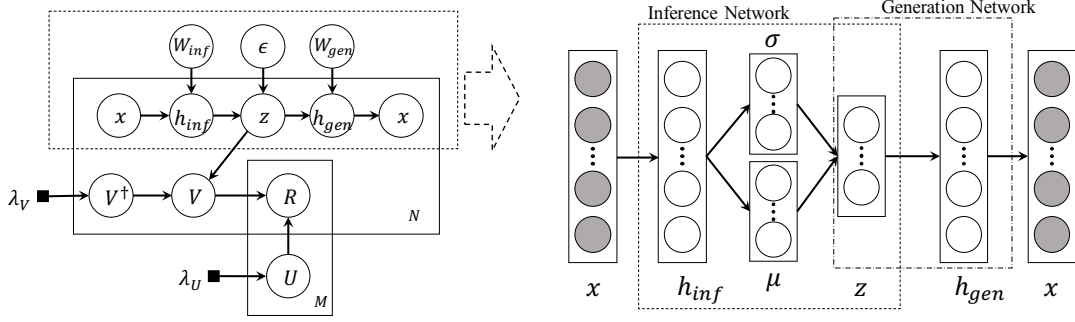 Inference Network
Generation Network
W_inf ϵ W_gen
x h_inf z h_gen x
λ_V V† V R N
λ_U U M
σ
μ
x h_inf z h_gen x